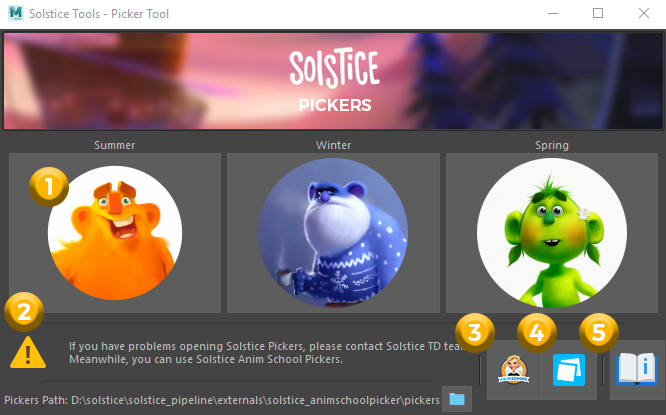 Solstice Tools - Picker Tool
SOLSTICE
PICKERS
Summer Winter Spring
1
2 3 4 5
If you have problems opening Solstice Pickers, please contact Solstice TD tea
Meanwhile, you can use Solstice Anim School Pickers.
Pickers Path: D:\solstice\solstice_pipeline\externals\solstice_animschoolpicker\pickers